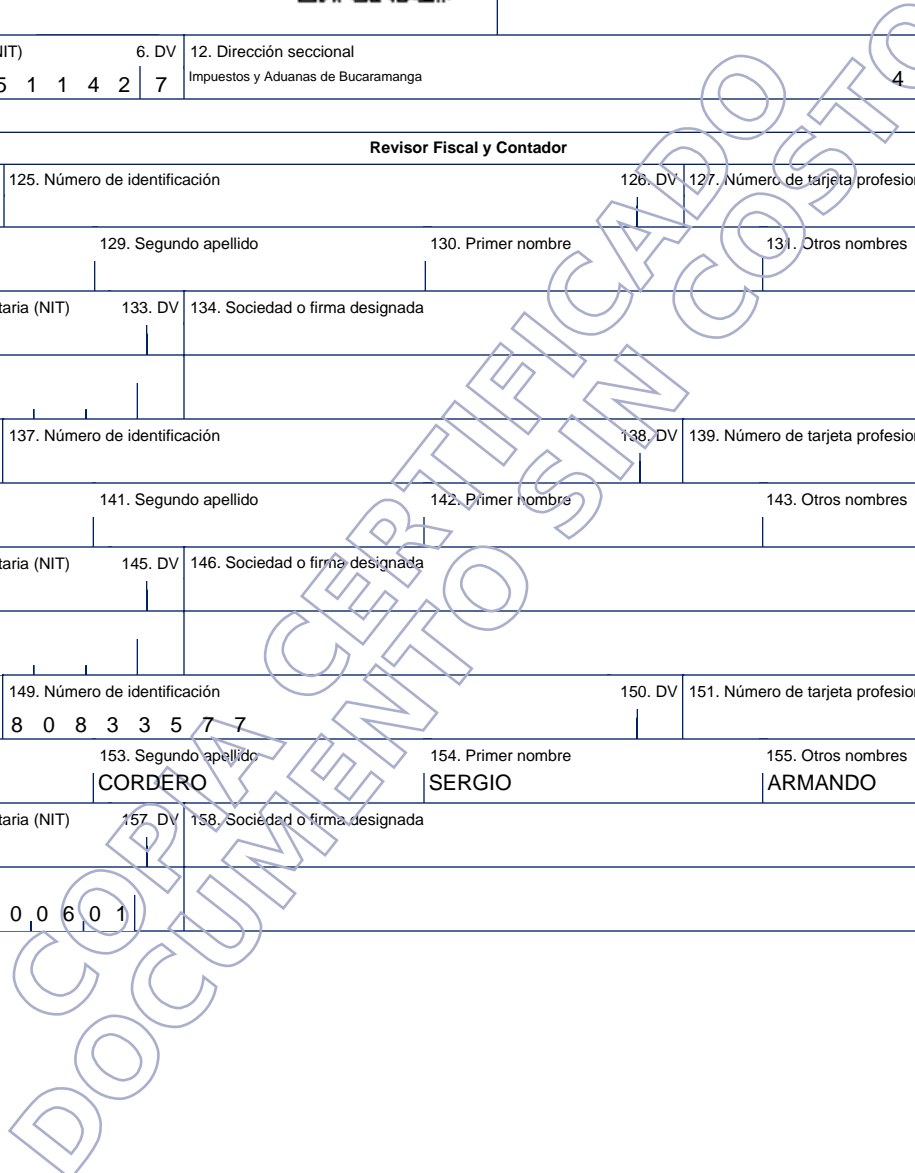 IT) 6. DV 12. Dirección seccional
5 1 1 4 2 7 Impuestos y Aduanas de Bucaramanga 4
Revisor Fiscal y Contador
125. Número de identificación 126. DV 127. Número de tarjeta profesion
129. Segundo apellido 130. Primer nombre 131. Otros nombres
taria (NIT) 133. DV 134. Sociedad o firma designada
137. Número de identificación 138. DV 139. Número de tarjeta profesion
141. Segundo apellido 142. Primer nombre 143. Otros nombres
taria (NIT) 145. DV 146. Sociedad o firma designada
149. Número de identificación 150. DV 151. Número de tarjeta profesion
8 0 8 3 3 5 7 7
153. Segundo apellido 154. Primer nombre 155. Otros nombres
CORDERO SERGIO ARMANDO
taria (NIT) 157. DV 158. Sociedad o firma designada
0 0 6 0 1
COPIA CERTIFICADO
DOCUMENTO SIN COSTO